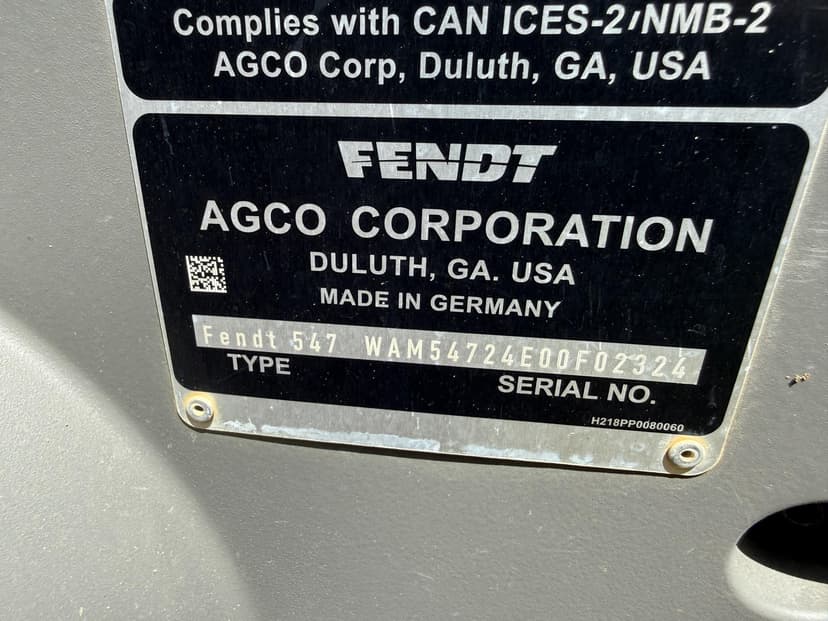 Complies with CAN ICES-2/NMB-2
AGCO Corp, Duluth, GA, USA
FENDT
AGCO CORPORATION
DULUTH, GA. USA
MADE IN GERMANY
Fendt 547 WAM54724E00F02324
TYPE SERIAL NO.
H218PP0080060